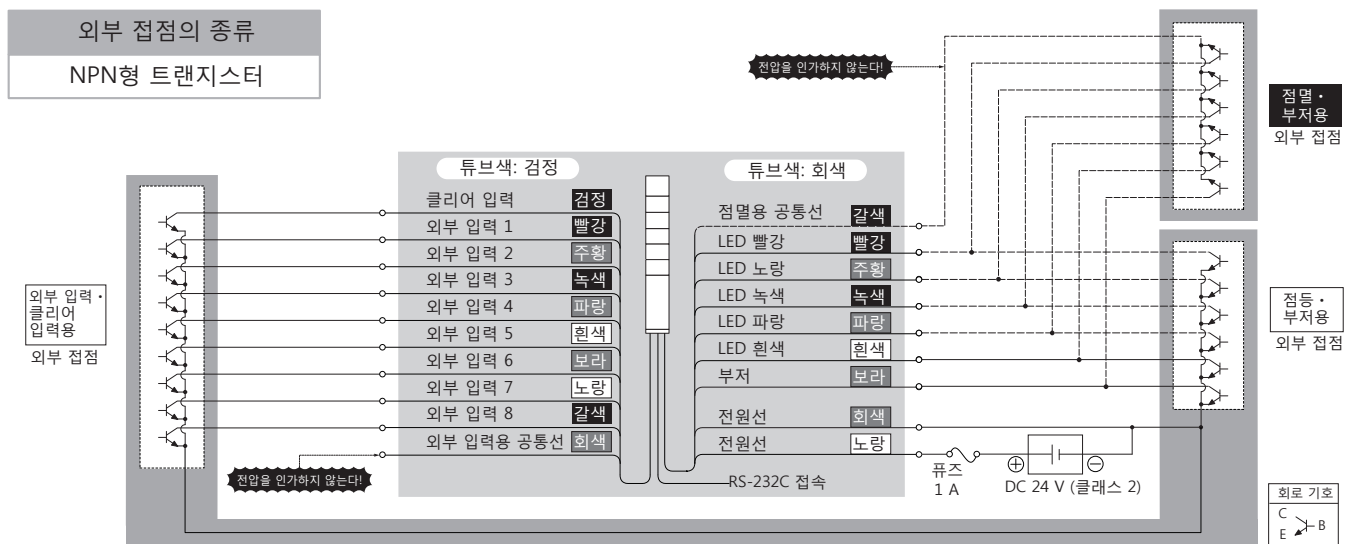 외부 접점의 종류
NPN형 트랜지스터
전압을 인가하지 않는다!
점멸・
부저용
외부 접점
튜브색: 검정
클리어 입력 검정
외부 입력 1 빨강
외부 입력 2 주황
외부 입력 3 녹색
외부 입력 4 파랑
외부 입력 5 흰색
외부 입력 6 보라
외부 입력 7 노랑
외부 입력 8 갈색
외부 입력용 공통선 회색
튜브색: 회색
점멸용 공통선 갈색
LED 빨강 빨강
LED 노랑 주황
LED 녹색 녹색
LED 파랑 파랑
LED 흰색 흰색
부저 보라
전원선 회색
전원선 노랑
RS-232C 접속
외부 입력・
클리어
입력용
외부 접점
점등・
부저용
외부 접점
전압을 인가하지 않는다!
퓨즈
1 A
DC 24 V (클래스 2)
회로 기호
C
B
E